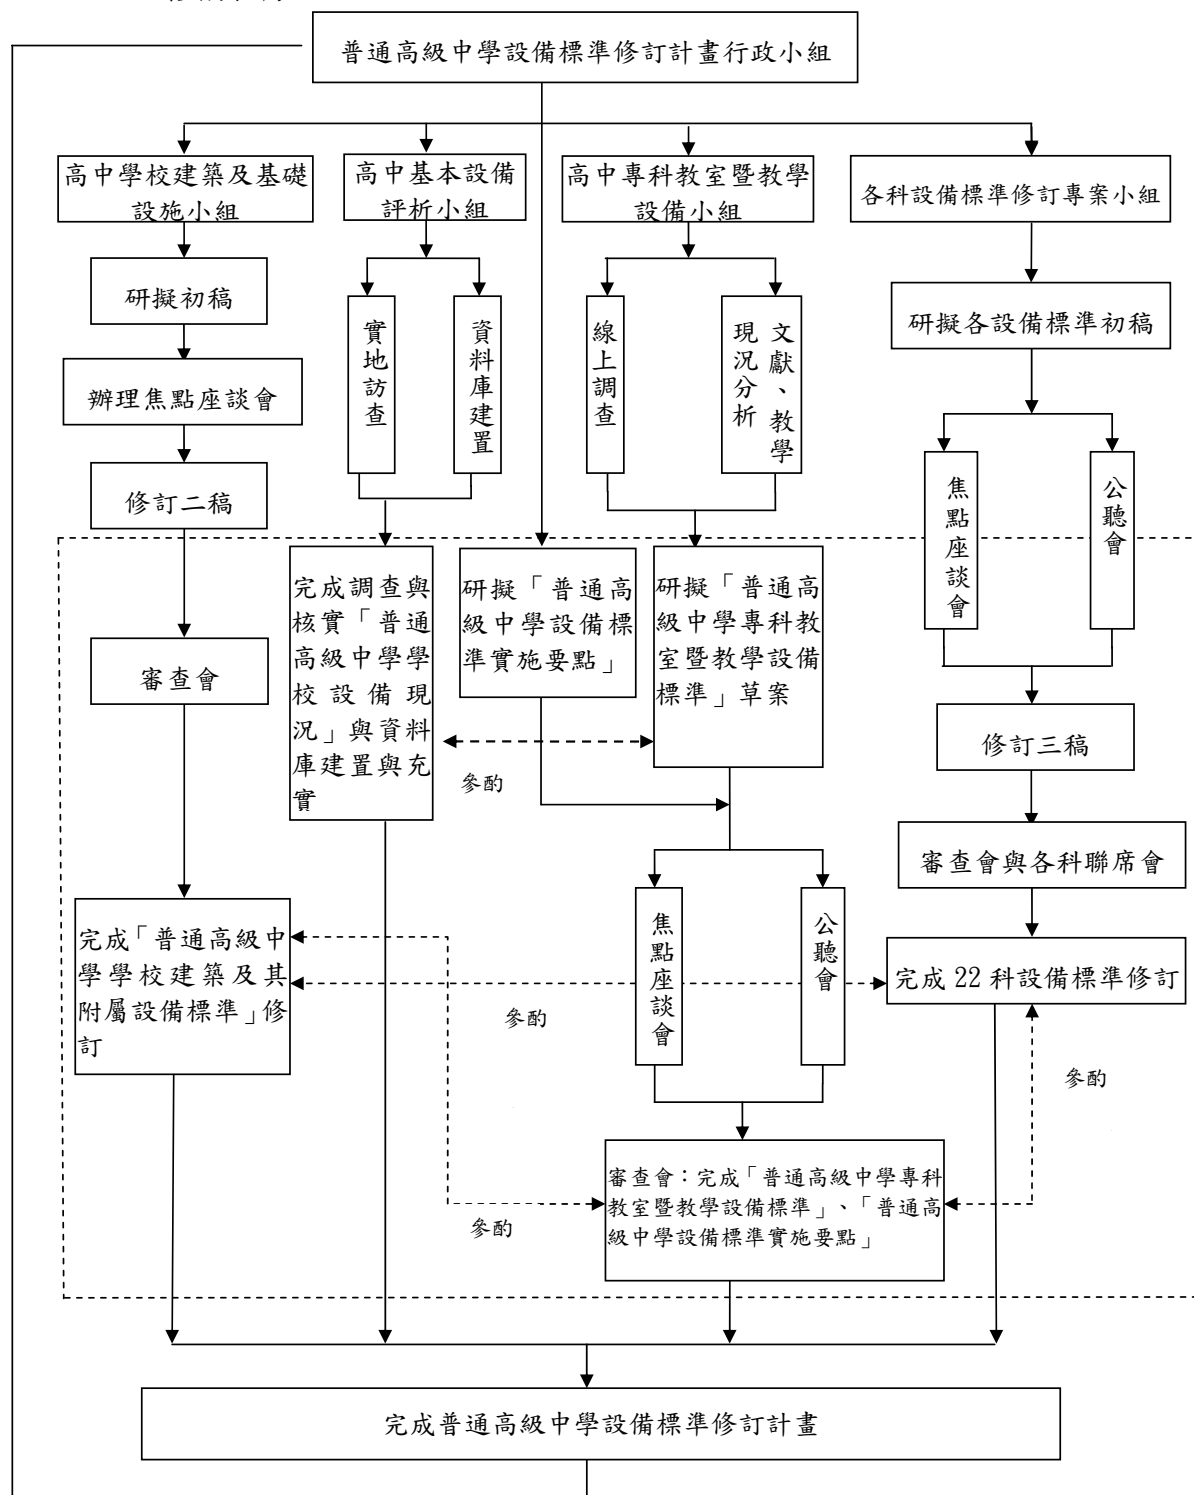 普通高級中學設備標準修訂計畫行政小組
高中學校建築及基礎
設施小組
高中基本設備
評析小組
高中專科教室暨教學
設備小組
各科設備標準修訂專案小組
研擬初稿
辦理焦點座談會
修訂二稿
實地訪查
資料庫建置
線上調查
文獻、教學
現況分析
研擬各設備標準初稿
焦點座談會
公聽會
審查會
完成調查與
核實「普通
高級中學學
校設備現
況」與資料
庫建置與充
實
研擬「普通高
級中學設備標
準實施要點」
研擬「普通高
級中學專科教
室暨教學設備
標準」草案
參酌
修訂三稿
審查會與各科聯席會
完成「普通高級中
學學校建築及其
附屬設備標準」修
訂
焦點座談會
公聽會
完成 22 科設備標準修訂
參酌
參酌
審查會：完成「普通高級中學專科
教室暨教學設備標準」、「普通高
級中學設備標準實施要點」
參酌
完成普通高級中學設備標準修訂計畫